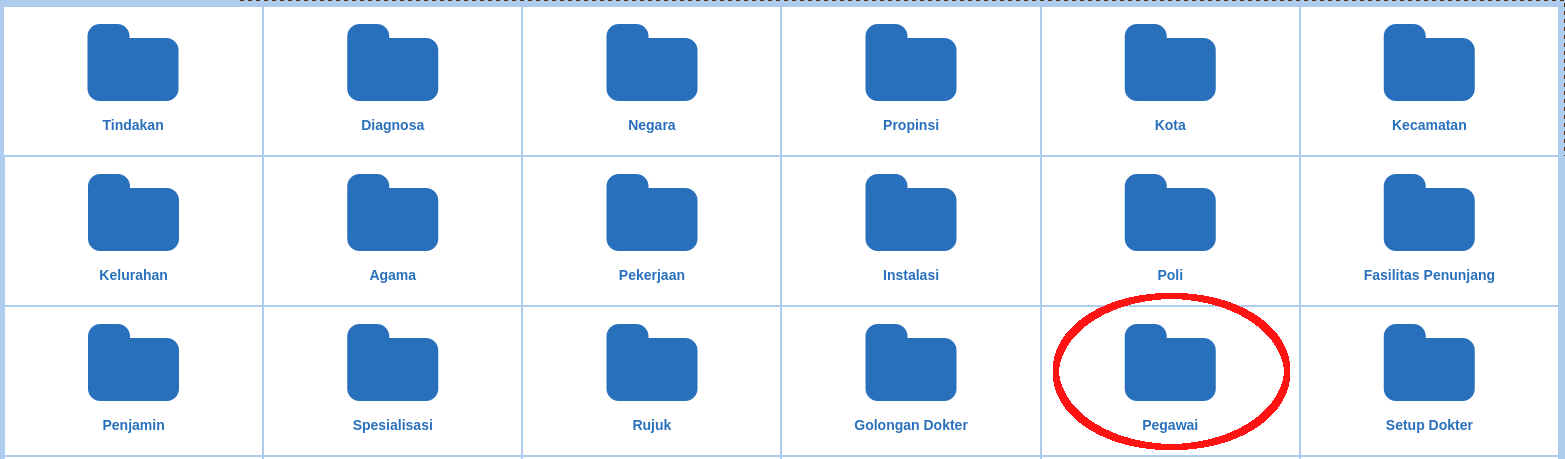 Tindakan
Diagnosa
Negara
Propinsi
Kota
Kecamatan
Kelurahan
Agama
Pekerjaan
Instalasi
Poli
Fasilitas Penunjang
Penjamin
Spesialisasi
Rujuk
Golongan Dokter
Pegawai
Setup Dokter